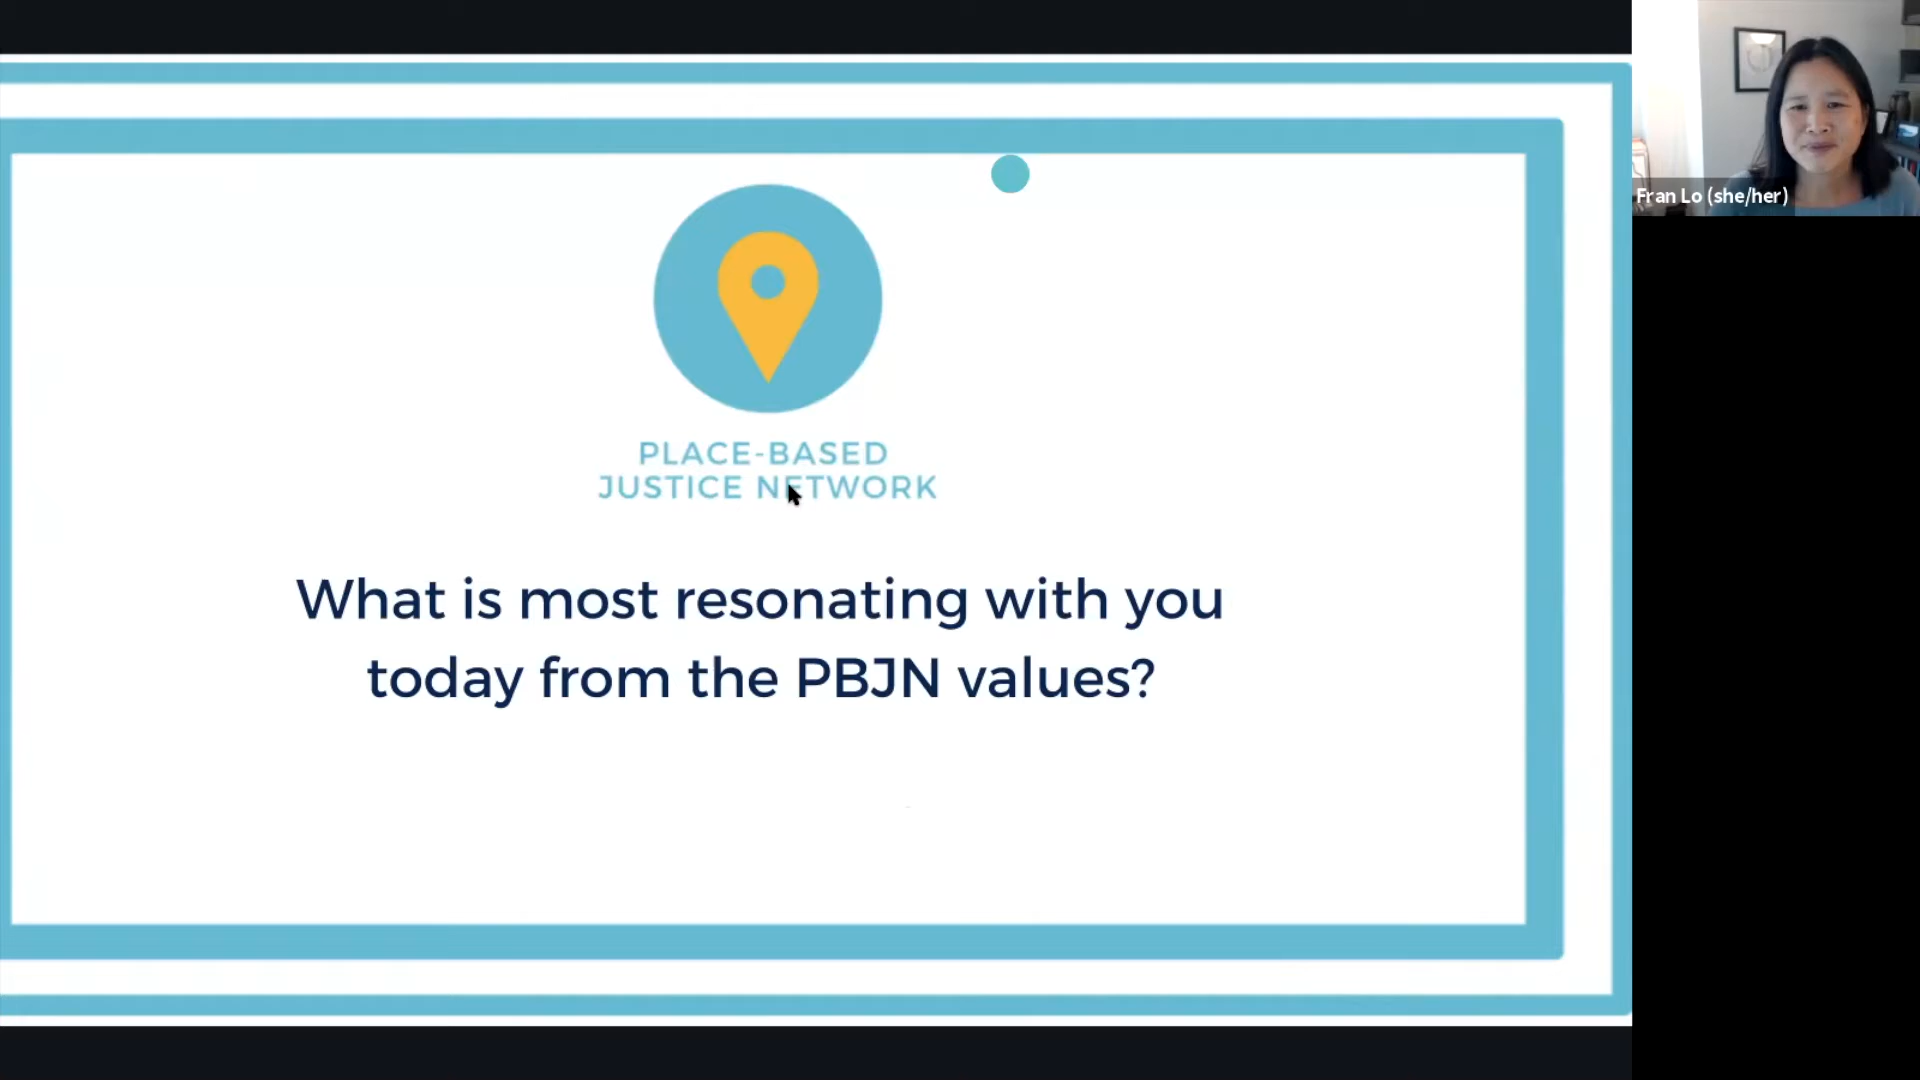 PLACE-BASED
JUSTICE NETWORK
What is most resonating with you
today from the PBJN values?
Fran Lo (she/her)